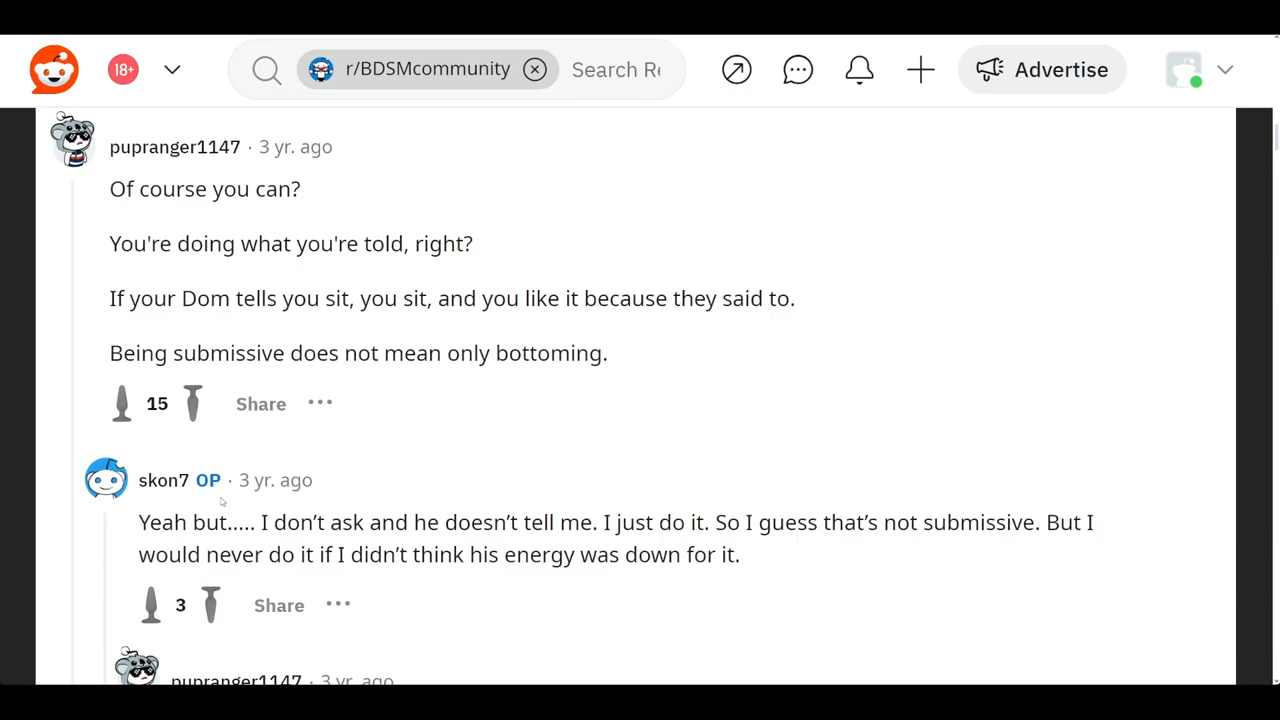 18+
r/BDSMcommunity
Search Re
Advertise
pupranger1147 · 3 yr. ago
Of course you can?
You're doing what you're told, right?
If your Dom tells you sit, you sit, and you like it because they said to.
Being submissive does not mean only bottoming.
15 Share
skon7 OP · 3 yr. ago
Yeah but..... I don’t ask and he doesn’t tell me. I just do it. So I guess that’s not submissive. But I
would never do it if I didn’t think his energy was down for it.
3 Share
pupranger1147 · 3 yr. ago